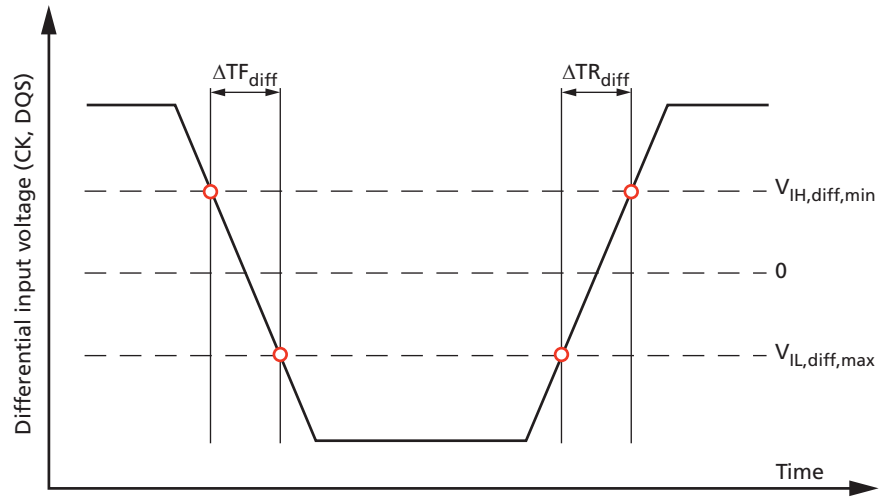 ΔTFdiff
ΔTRdiff
Differential input voltage (CK, DQS)
VIH,diff,min
0
VIL,diff,max
Time